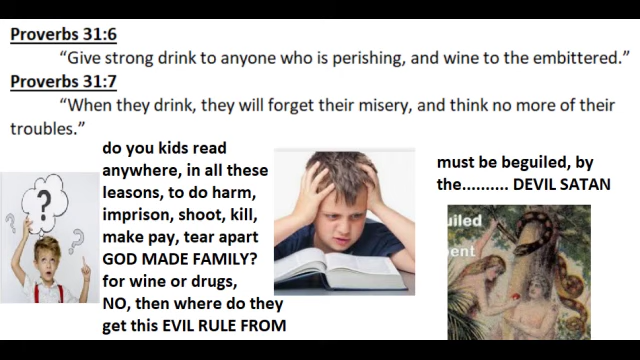 Proverbs 31:6
“Give strong drink to anyone who is perishing, and wine to the embittered.”
Proverbs 31:7
“When they drink, they will forget their misery, and think no more of their
troubles.”
do you kids read
anywhere, in all these
leasons, to do harm,
imprison, shoot, kill,
make pay, tear apart
GOD MADE FAMILY?
for wine or drugs,
NO, then where do they
get this EVIL RULE FROM
must be beguiled, by
the.......... DEVIL SATAN
?
?
?